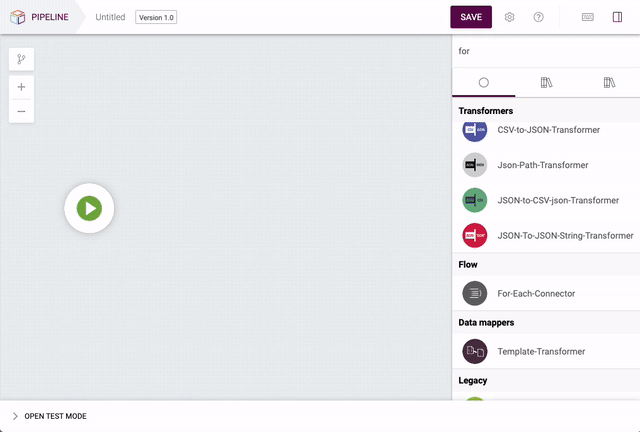 PIPELINE
Untitled
Version 1.0
SAVE
for
Transformers
CSV-to-JSON-Transformer
Json-Path-Transformer
JSON-to-CSV-json-Transformer
JSON-To-JSON-String-Transformer
Flow
For-Each-Connector
Data mappers
Template-Transformer
Legacy
OPEN TEST MODE